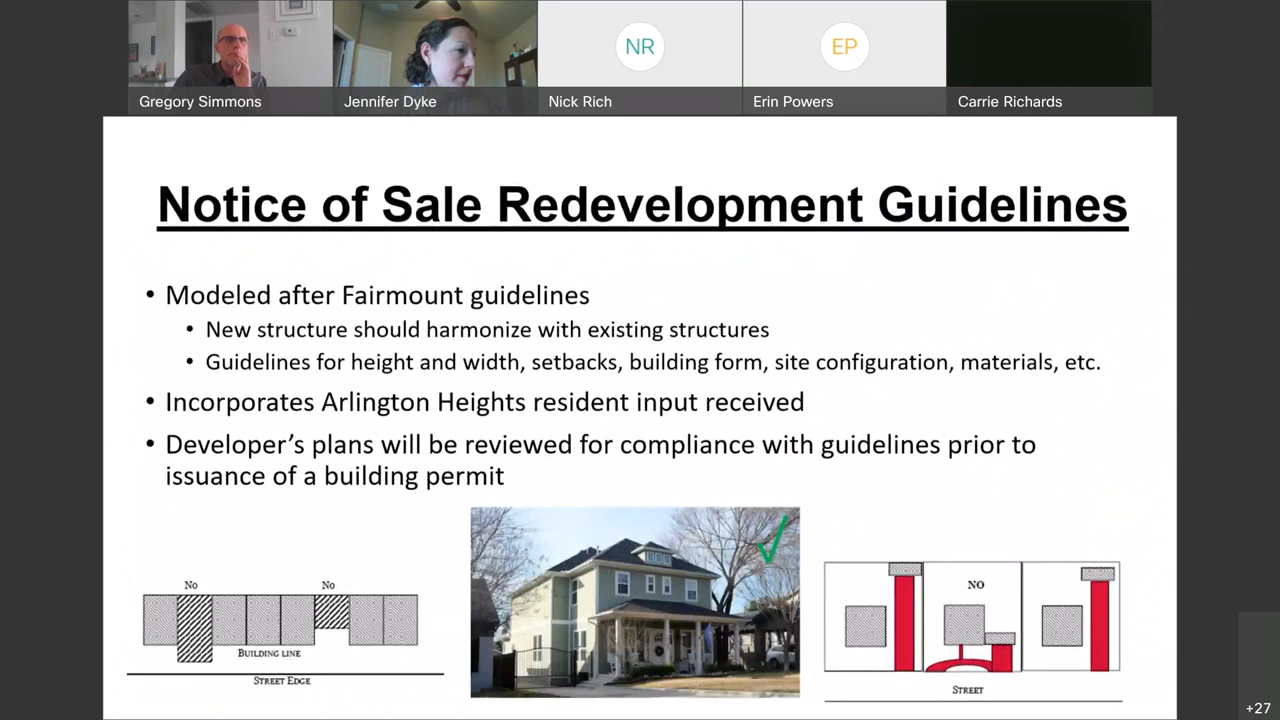 NR
EP
Gregory Simmons
Jennifer Dyke
Nick Rich
Erin Powers
Carrie Richards
Notice of Sale Redevelopment Guidelines
• Modeled after Fairmount guidelines
• New structure should harmonize with existing structures
• Guidelines for height and width, setbacks, building form, site configuration, materials, etc.
• Incorporates Arlington Heights resident input received
• Developer’s plans will be reviewed for compliance with guidelines prior to
issuance of a building permit
No
No
Building line
Street Edge
NO
Street
+27